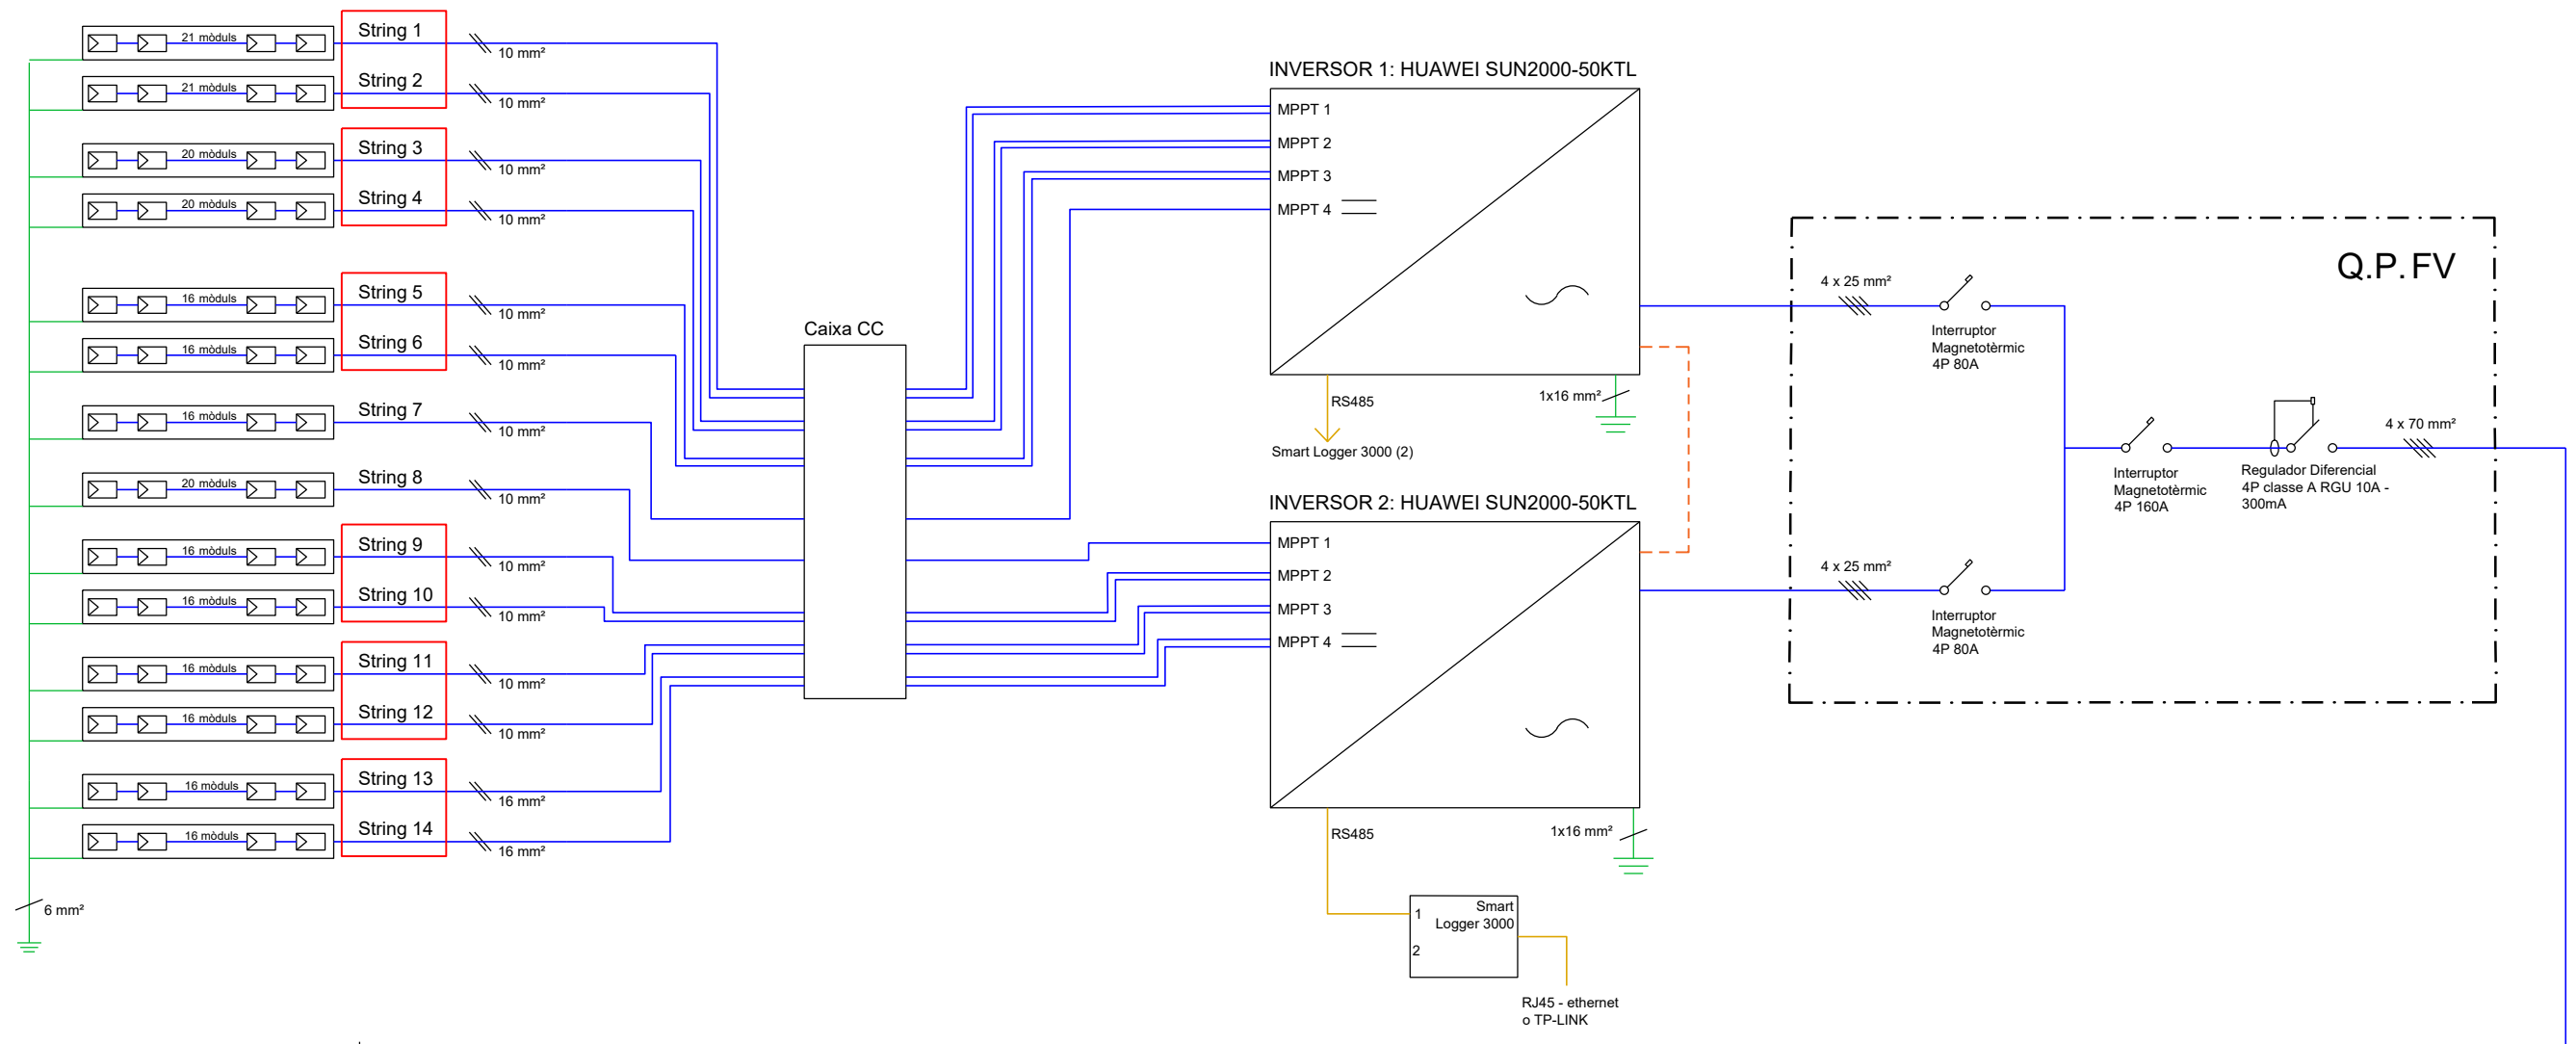 21 mòduls
String 1
10 mm²
21 mòduls
String 2
10 mm²
20 mòduls
String 3
10 mm²
20 mòduls
String 4
10 mm²
16 mòduls
String 5
10 mm²
16 mòduls
String 6
10 mm²
16 mòduls
String 7
10 mm²
20 mòduls
String 8
10 mm²
16 mòduls
String 9
10 mm²
16 mòduls
String 10
10 mm²
16 mòduls
String 11
10 mm²
16 mòduls
String 12
10 mm²
16 mòduls
String 13
16 mm²
16 mòduls
String 14
16 mm²
6 mm²
Caixa CC
INVERSOR 1: HUAWEI SUN2000-50KTL
MPPT 1
MPPT 2
MPPT 3
MPPT 4
RS485
Smart Logger 3000 (2)
1x16 mm²
INVERSOR 2: HUAWEI SUN2000-50KTL
MPPT 1
MPPT 2
MPPT 3
MPPT 4
RS485
1x16 mm²
Smart
Logger 3000
1
2
RJ45 - ethernet
o TP-LINK
Q.P. FV
4 x 25 mm²
Interruptor
Magnetotèrmic
4P 80A
Interruptor
Magnetotèrmic
4P 160A
Regulador Diferencial
4P classe A RGU 10A -
300mA
4 x 70 mm²
4 x 25 mm²
Interruptor
Magnetotèrmic
4P 80A